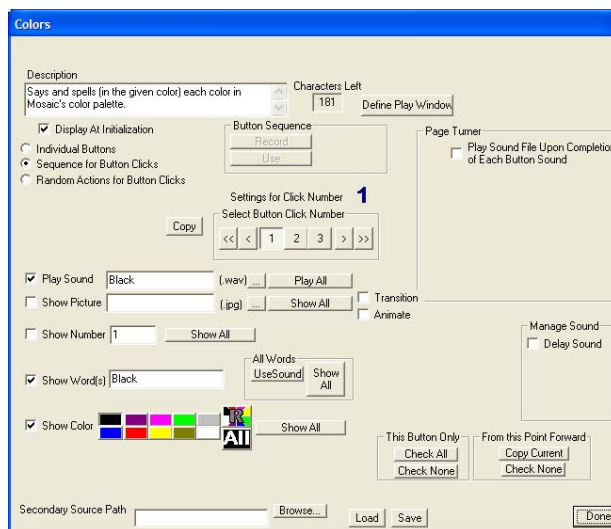 Colors
Description
Characters Left
Says and spells (in the given color) each color in
Mosaic's color palette.
181
Define Play Window
Display At Initialization
Button Sequence
Record
Use
Page Turner
Play Sound File Upon Completion
of Each Button Sound
Individual Buttons
Sequence for Button Clicks
Random Actions for Button Clicks
Settings for Click Number 1
Select Button Click Number
Copy
<< < 1 2 3 > >>
Play Sound Black (.wav) ... Play All
Show Picture (.jpg) ... Show All
Transition
Animate
Show Number 1 Show All
Manage Sound
Delay Sound
All Words
UseSound
Show
All
Show Word(s) Black
Show Color R All Show All
This Button Only
Check All
Check None
From this Point Forward
Copy Current
Check None
Secondary Source Path Browse... Load Save Done